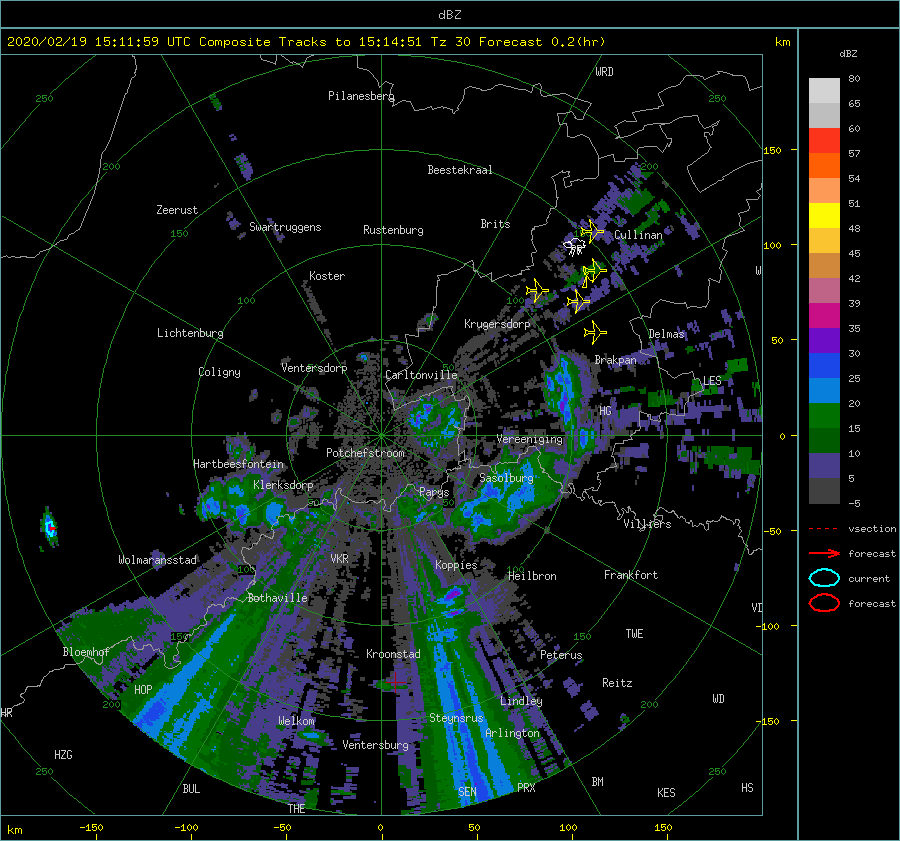 dBZ
2020/02/19 15:11:59 UTC Composite Tracks to 15:14:51 Tz 30 Forecast 0.2(hr)
km
dBZ
WRD
80
Pilanesberg
250
250
65
60
150
57
200
Beestekraal
200
54
Zeerust
51
Swartruggens
Rustenburg
Brits
150
Cullinan
48
100
45
Koster
W
42
100
100
39
Krugersdorp
35
Lichtenburg
Delmas
50
30
Coligny
Ventersdorp
Carltonville
Brakpan
LES
25
HG
20
Vereeniging
0
15
Potchefstroom
10
Hartbeesfontein
Sasolburg
5
Klerksdorp
Parys
50
50
-5
Villiers
-50
vsection
Wolmaransstad
VKR
Koppies
forecast
100
100
Heilbron
Frankfort
current
Bothaville
VI
forecast
-100
150
150
TWE
Bloemhof
Kroonstad
Peterus
HOP
Reitz
200
Lindley
200
WD
HR
Welkom
Steynsrus
-150
Arlington
Ventersburg
HZG
250
250
BUL
SEN
PRX
BM
KES
HS
THE
km
-150
-100
-50
0
50
100
150